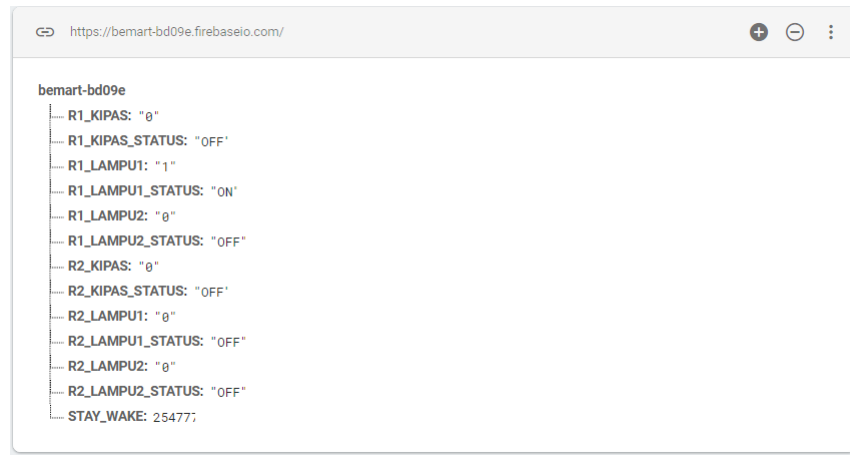 https://bemart-bd09e.firebaseio.com/
bemart-bd09e
R1_KIPAS: "0"
R1_KIPAS_STATUS: "OFF'
R1_LAMPU1: "1"
R1_LAMPU1_STATUS: "ON'
R1_LAMPU2: "0"
R1_LAMPU2_STATUS: "OFF"
R2_KIPAS: "0"
R2_KIPAS_STATUS: "OFF'
R2_LAMPU1: "0"
R2_LAMPU1_STATUS: "OFF"
R2_LAMPU2: "0"
R2_LAMPU2_STATUS: "OFF"
STAY_WAKE: